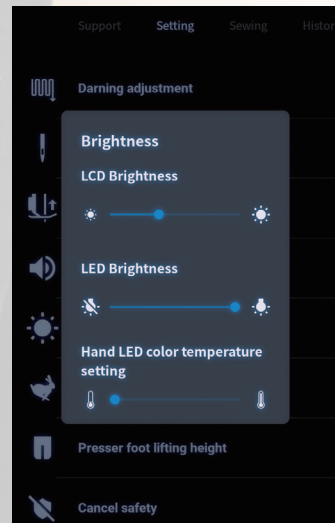 Support Setting Sewing Histor
Darning adjustment
Brightness
LCD Brightness
LED Brightness
Hand LED color temperature
setting
Presser foot lifting height
Cancel safety